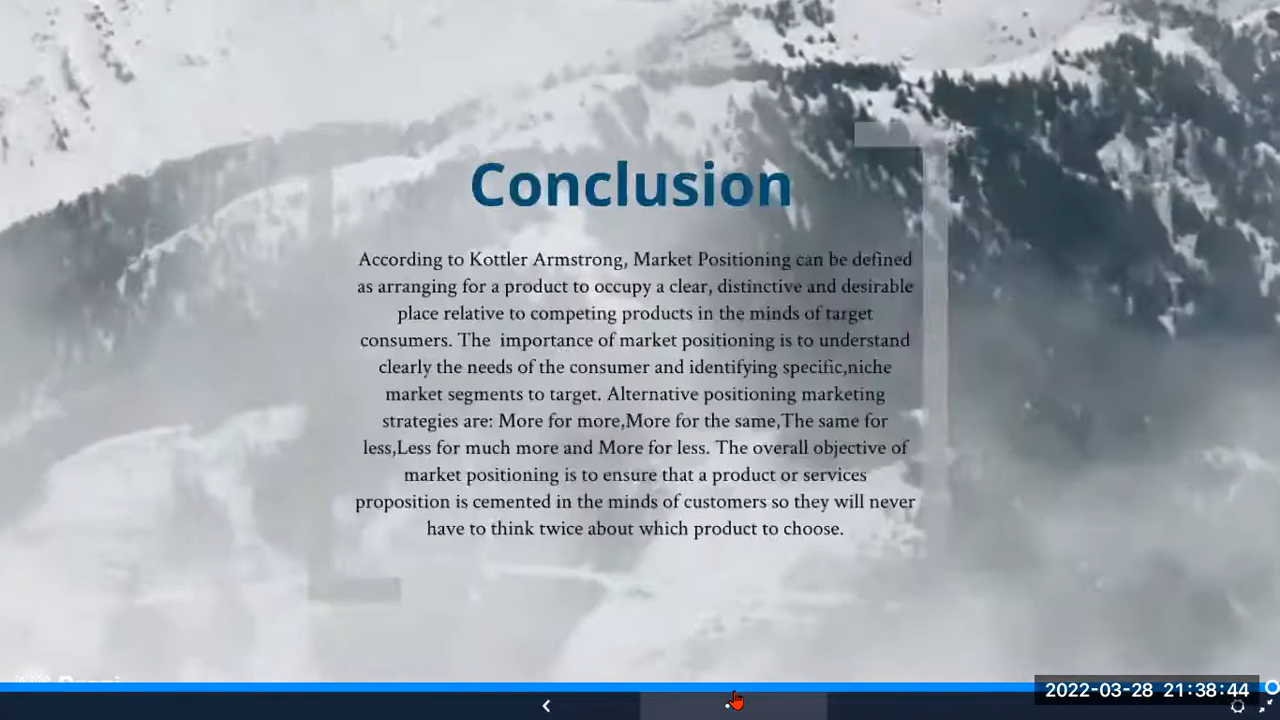 Conclusion
According to Kottler Armstrong, Market Positioning can be defined
as arranging for a product to occupy a clear, distinctive and desirable
place relative to competing products in the minds of target
consumers. The  importance of market positioning is to understand
clearly the needs of the consumer and identifying specific,niche
market segments to target. Alternative positioning marketing
strategies are: More for more,More for the same,The same for
less,Less for much more and More for less. The overall objective of
market positioning is to ensure that a product or services
proposition is cemented in the minds of customers so they will never
have to think twice about which product to choose.
2022-03-28 21:38:44